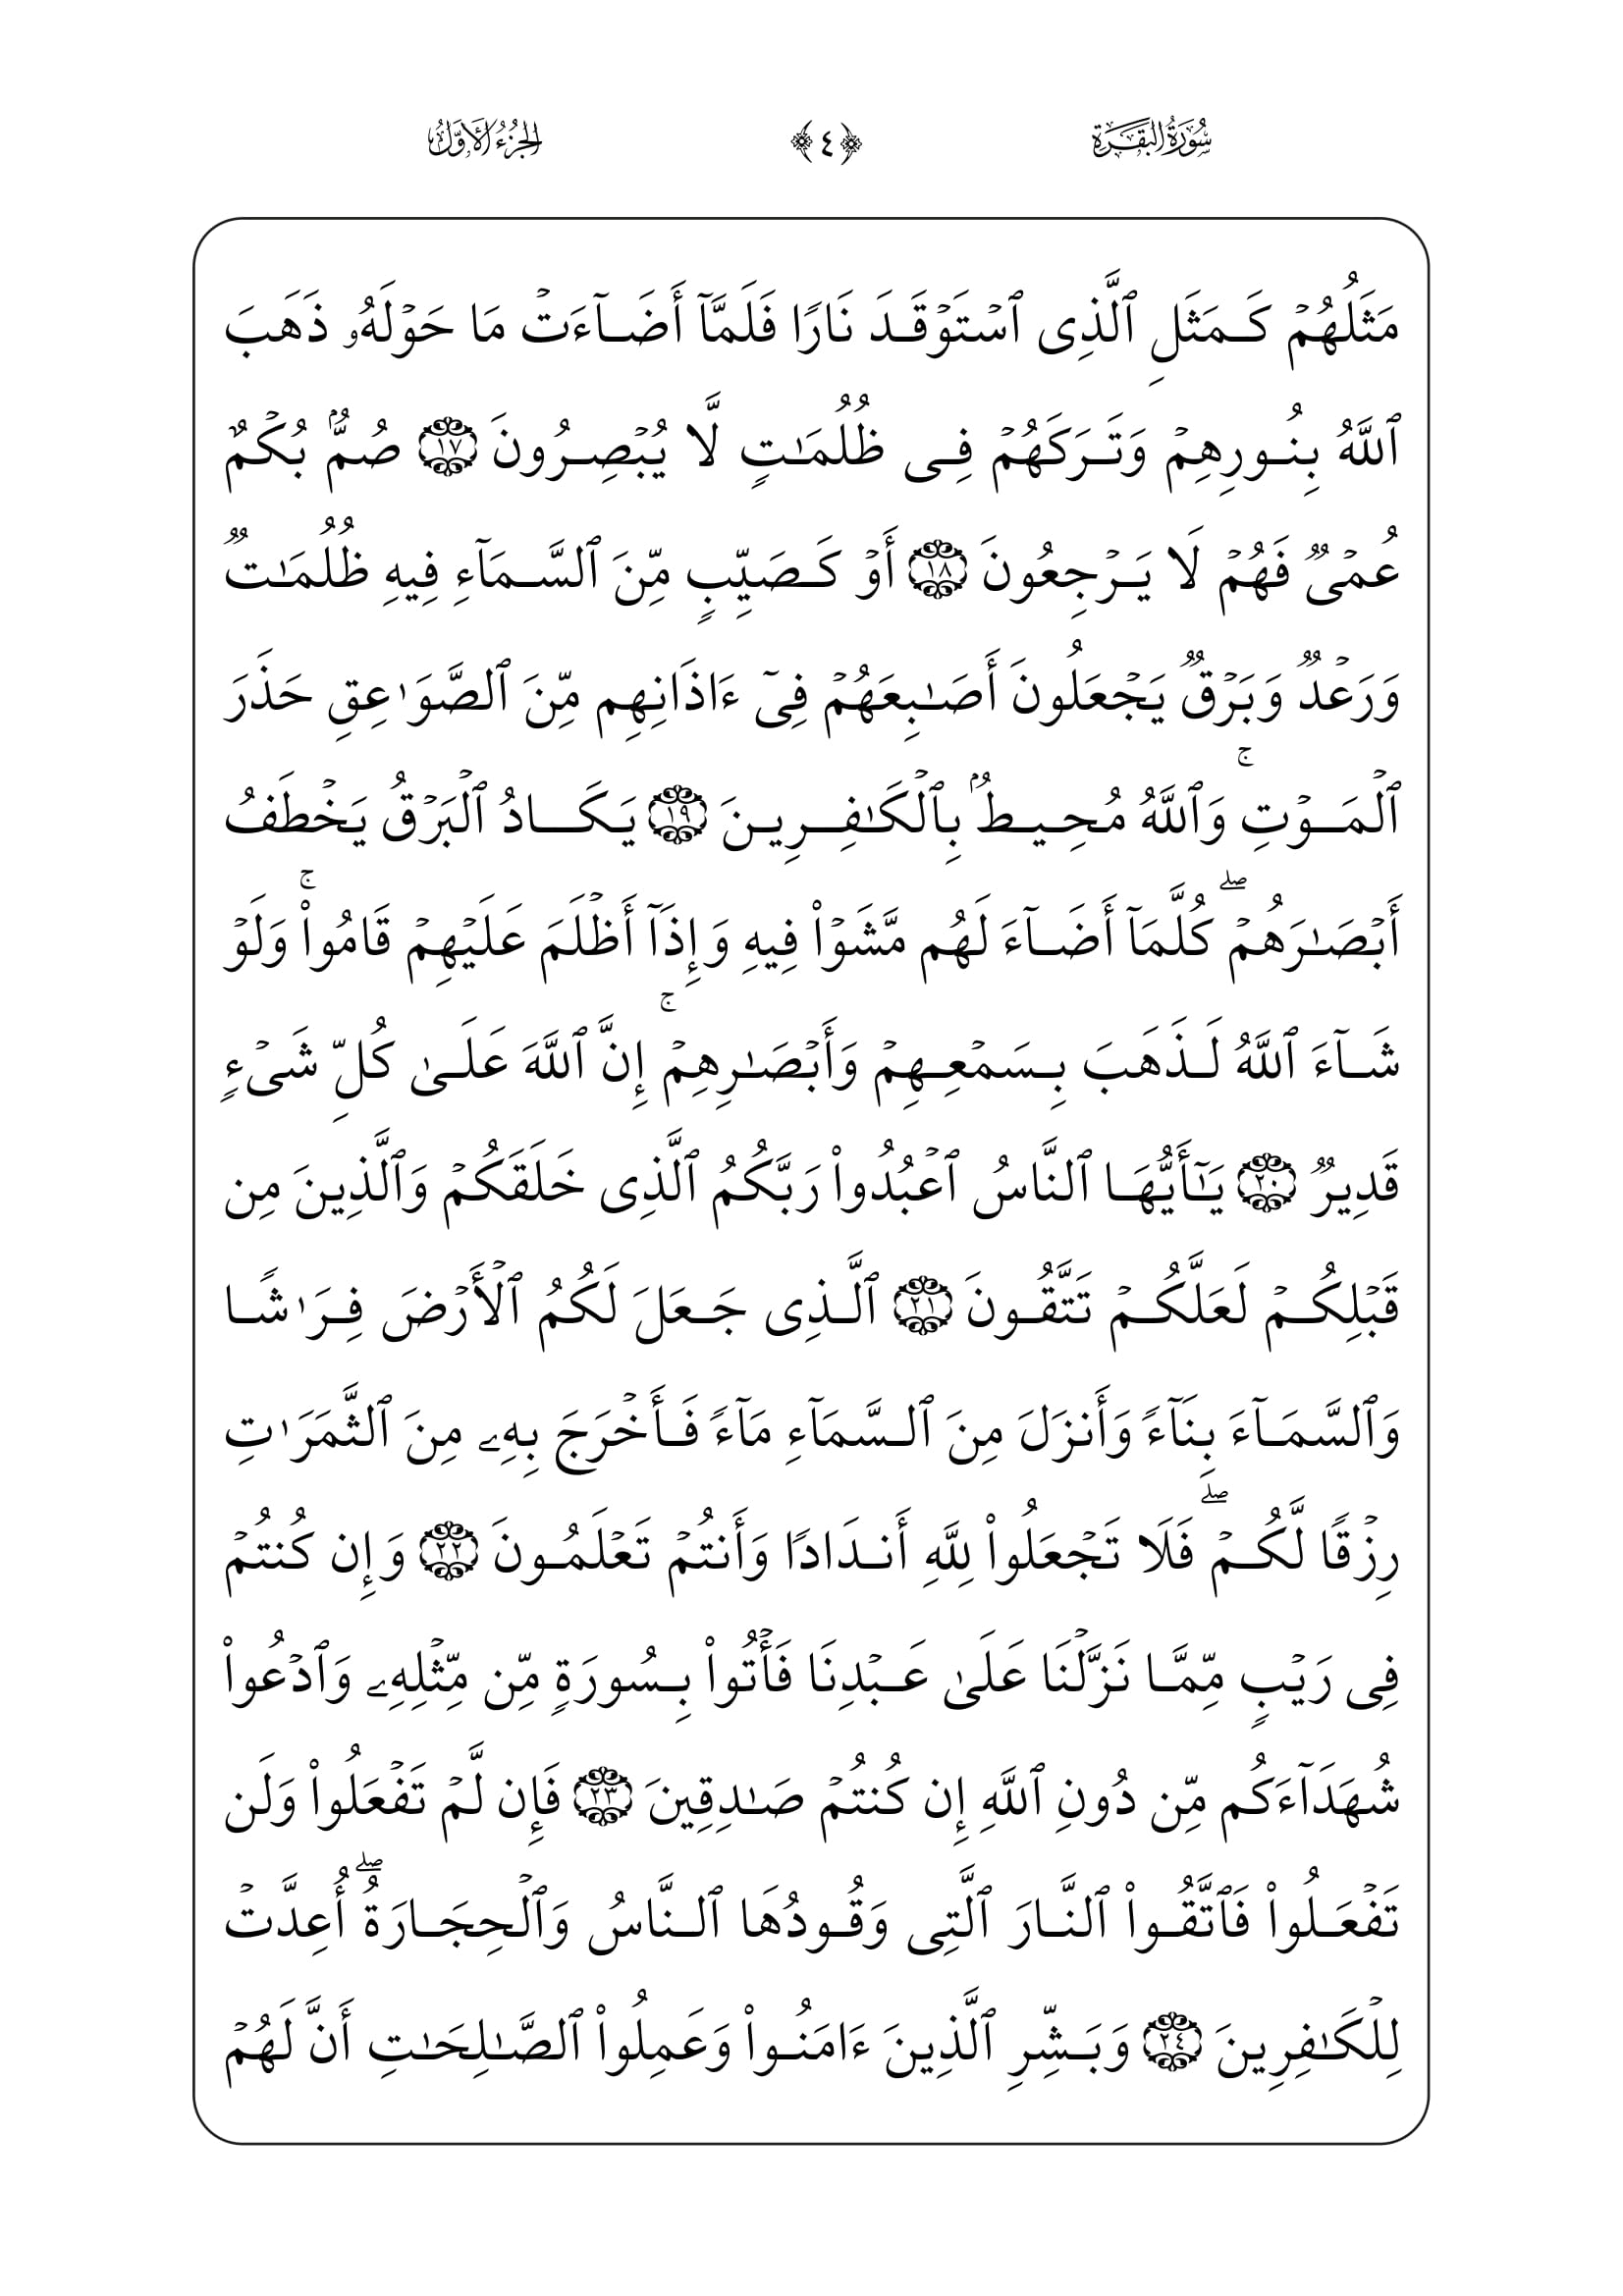 سُورَةُ البَقَرَةِ ﴿٤﴾ الجُزْءُ الأَوَّلُ
مَثَلُهُمۡ كَمَثَلِ ٱلَّذِى ٱسۡتَوۡقَدَ نَارًا فَلَمَّآ أَضَآءَتۡ مَا حَوۡلَهُۥ ذَهَبَ
ٱللَّهُ بِنُورِهِمۡ وَتَرَكَهُمۡ فِى ظُلُمَـٰتٍ لَّا يُبۡصِرُونَ ١٧ صُمُّۢ بُكۡمٌ
عُمۡىٌ فَهُمۡ لَا يَرۡجِعُونَ ١٨ أَوۡ كَصَيِّبٍ مِّنَ ٱلسَّمَآءِ فِيهِ ظُلُمَـٰتٌ
وَرَعۡدٌ وَبَرۡقٌ يَجۡعَلُونَ أَصَـٰبِعَهُمۡ فِىٓ ءَاذَانِهِم مِّنَ ٱلصَّوَٰعِقِ حَذَرَ
ٱلۡمَوۡتِۚ وَٱللَّهُ مُحِيطُۢ بِٱلۡكَـٰفِرِينَ ١٩ يَكَادُ ٱلۡبَرۡقُ يَخۡطَفُ
أَبۡصَـٰرَهُمۡۖ كُلَّمَآ أَضَآءَ لَهُم مَّشَوۡا۟ فِيهِ وَإِذَآ أَظۡلَمَ عَلَيۡهِمۡ قَامُوا۟ۚ وَلَوۡ
شَآءَ ٱللَّهُ لَذَهَبَ بِسَمۡعِهِمۡ وَأَبۡصَـٰرِهِمۡۚ إِنَّ ٱللَّهَ عَلَىٰ كُلِّ شَىۡءٍ
قَدِيرٌ ٢٠ يَـٰٓأَيُّهَا ٱلنَّاسُ ٱعۡبُدُوا۟ رَبَّكُمُ ٱلَّذِى خَلَقَكُمۡ وَٱلَّذِينَ مِن
قَبۡلِكُمۡ لَعَلَّكُمۡ تَتَّقُونَ ٢١ ٱلَّذِى جَعَلَ لَكُمُ ٱلۡأَرۡضَ فِرَٰشًا
وَٱلسَّمَآءَ بِنَآءً وَأَنزَلَ مِنَ ٱلسَّمَآءِ مَآءً فَأَخۡرَجَ بِهِۦ مِنَ ٱلثَّمَرَٰتِ
رِزۡقًا لَّكُمۡۖ فَلَا تَجۡعَلُوا۟ لِلَّهِ أَندَادًا وَأَنتُمۡ تَعۡلَمُونَ ٢٢ وَإِن كُنتُمۡ
فِى رَيۡبٍ مِّمَّا نَزَّلۡنَا عَلَىٰ عَبۡدِنَا فَأۡتُوا۟ بِسُورَةٍ مِّن مِّثۡلِهِۦ وَٱدۡعُوا۟
شُهَدَآءَكُم مِّن دُونِ ٱللَّهِ إِن كُنتُمۡ صَـٰدِقِينَ ٢٣ فَإِن لَّمۡ تَفۡعَلُوا۟ وَلَن
تَفۡعَلُوا۟ فَٱتَّقُوا۟ ٱلنَّارَ ٱلَّتِى وَقُودُهَا ٱلنَّاسُ وَٱلۡحِجَارَةُۖ أُعِدَّتۡ
لِلۡكَـٰفِرِينَ ٢٤ وَبَشِّرِ ٱلَّذِينَ ءَامَنُوا۟ وَعَمِلُوا۟ ٱلصَّـٰلِحَـٰتِ أَنَّ لَهُمۡ